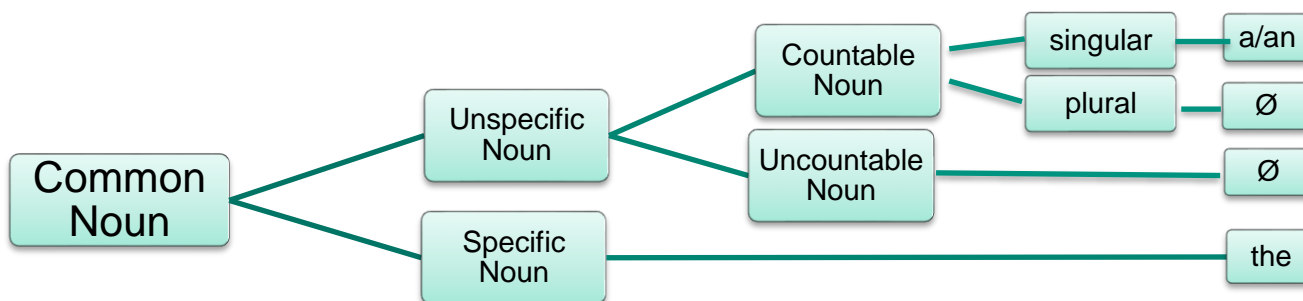 Common
Noun
Unspecific
Noun
Specific
Noun
Countable
Noun
Uncountable
Noun
singular
plural
a/an
Ø
Ø
the